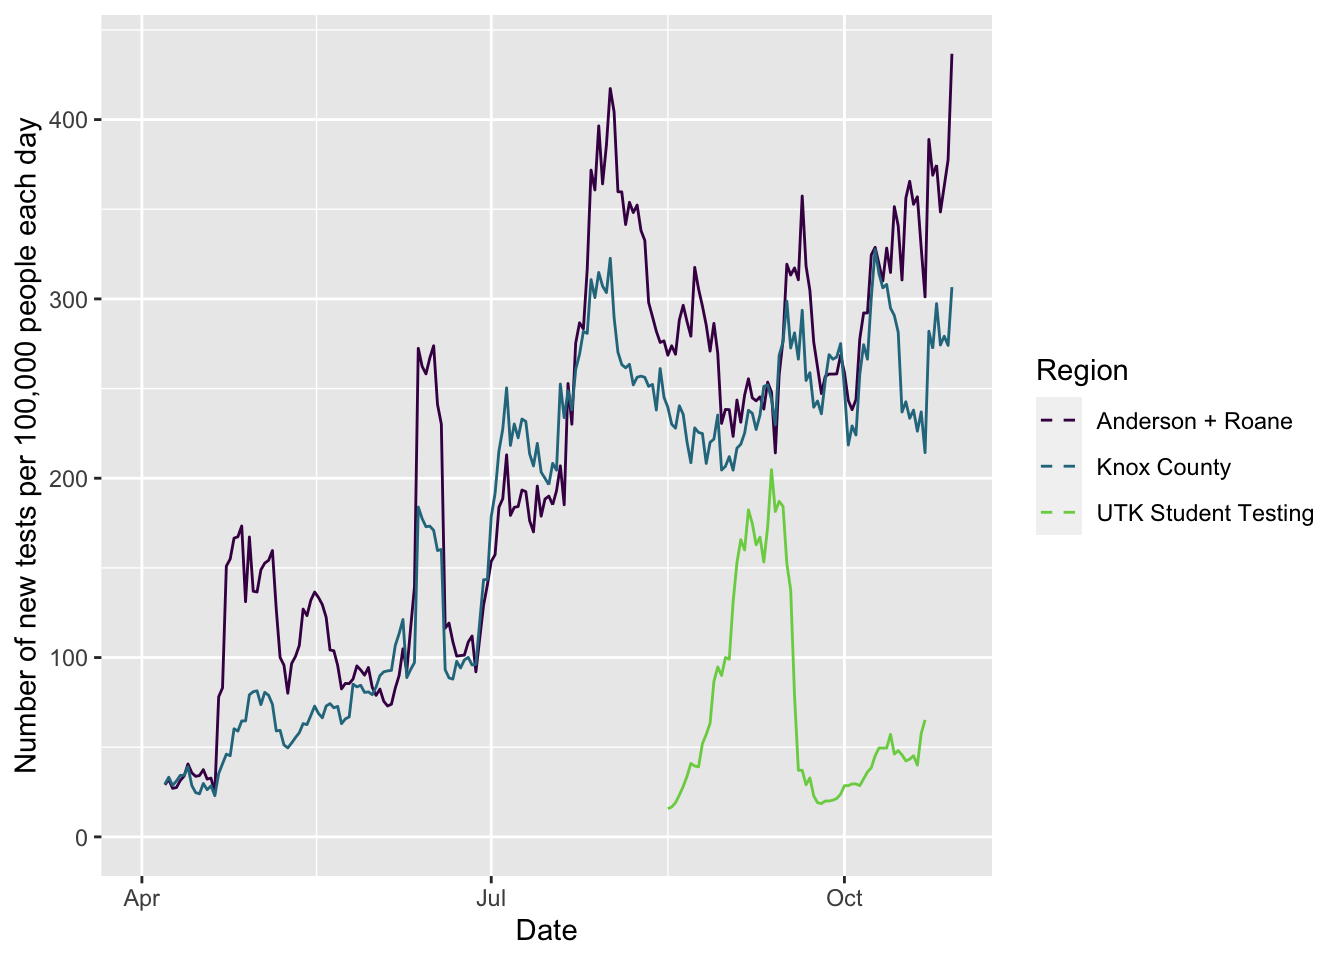 Number of new tests per 100,000 people each day
400
300
200
100
0
Apr
Jul
Oct
Date
Region
Anderson + Roane
Knox County
UTK Student Testing